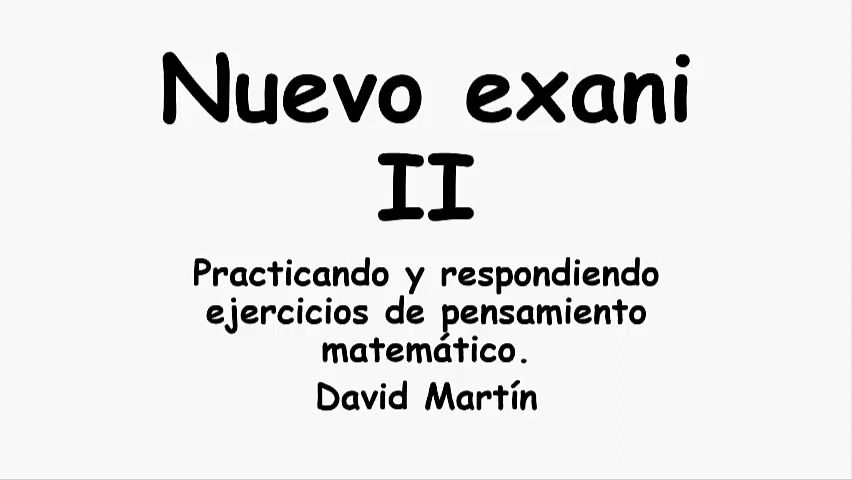 Nuevo exani
II
Practicando y respondiendo
ejercicios de pensamiento
matemático.
David Martín